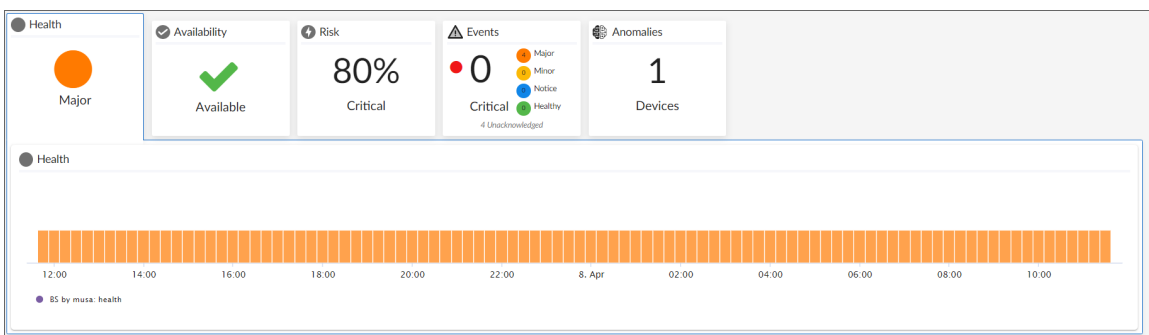 Health
Major
Availability
Available
Risk
80%
Critical
Events
0
Critical
4 Major
0 Minor
0 Notice
0 Healthy
4 Unacknowledged
Anomalies
1
Devices
Health
12:00 14:00 16:00 18:00 20:00 22:00 8. Apr 02:00 04:00 06:00 08:00 10:00
BS by musa: health